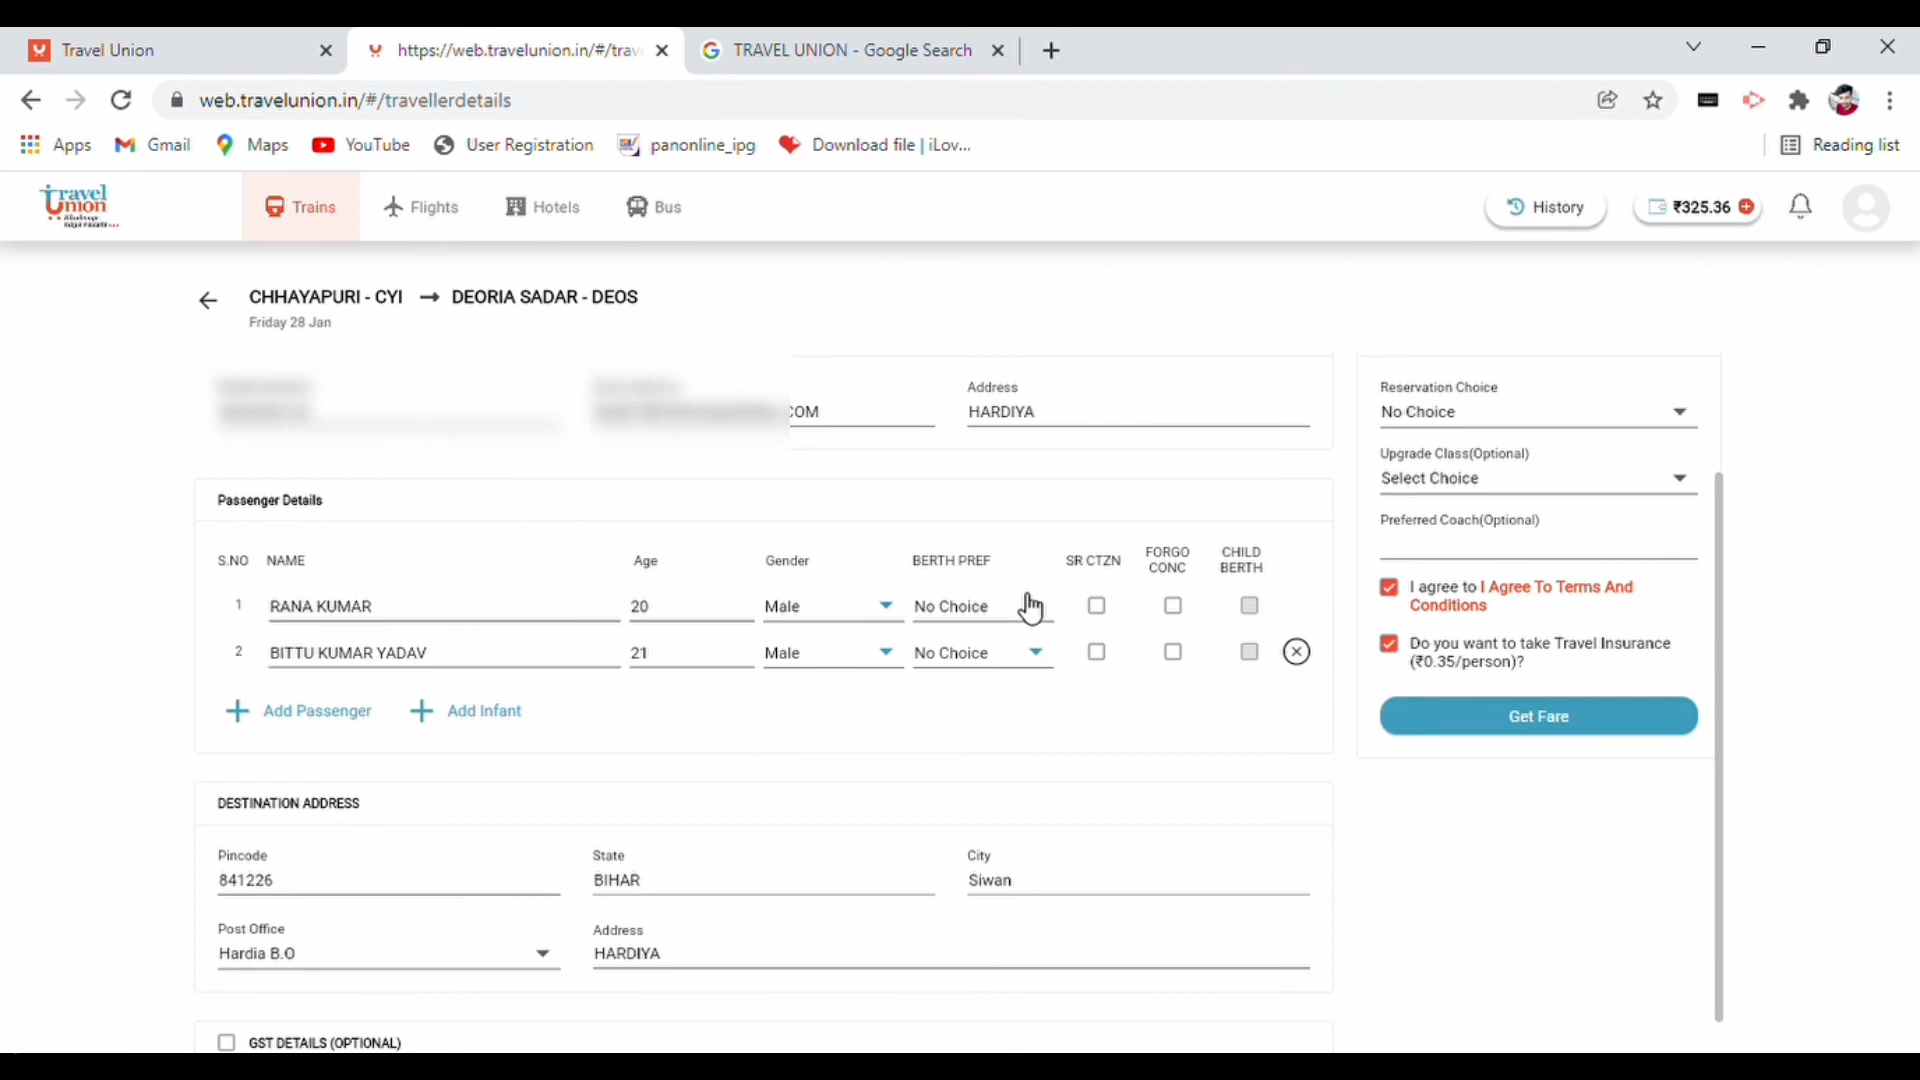 Travel Union
https://web.travelunion.in/#/trav
TRAVEL UNION - Google Search
web.travelunion.in/#/travellerdetails
Apps
Gmail
Maps
YouTube
User Registration
panonline_ipg
Download file | iLov...
Reading list
travel Union
Trains
Flights
Hotels
Bus
History
₹325.36
CHHAYAPURI - CYI → DEORIA SADAR - DEOS
Friday 28 Jan
COM
Address
HARDIYA
Reservation Choice
No Choice
Upgrade Class(Optional)
Select Choice
Preferred Coach(Optional)
I agree to I Agree To Terms And
Conditions
Do you want to take Travel Insurance
(₹0.35/person)?
Get Fare
Passenger Details
S.NO NAME Age Gender BERTH PREF SR CTZN FORGO CONC CHILD BERTH
1 RANA KUMAR 20 Male No Choice
2 BITTU KUMAR YADAV 21 Male No Choice
Add Passenger
Add Infant
DESTINATION ADDRESS
Pincode
841226
State
BIHAR
City
Siwan
Post Office
Hardia B.O
Address
HARDIYA
GST DETAILS (OPTIONAL)